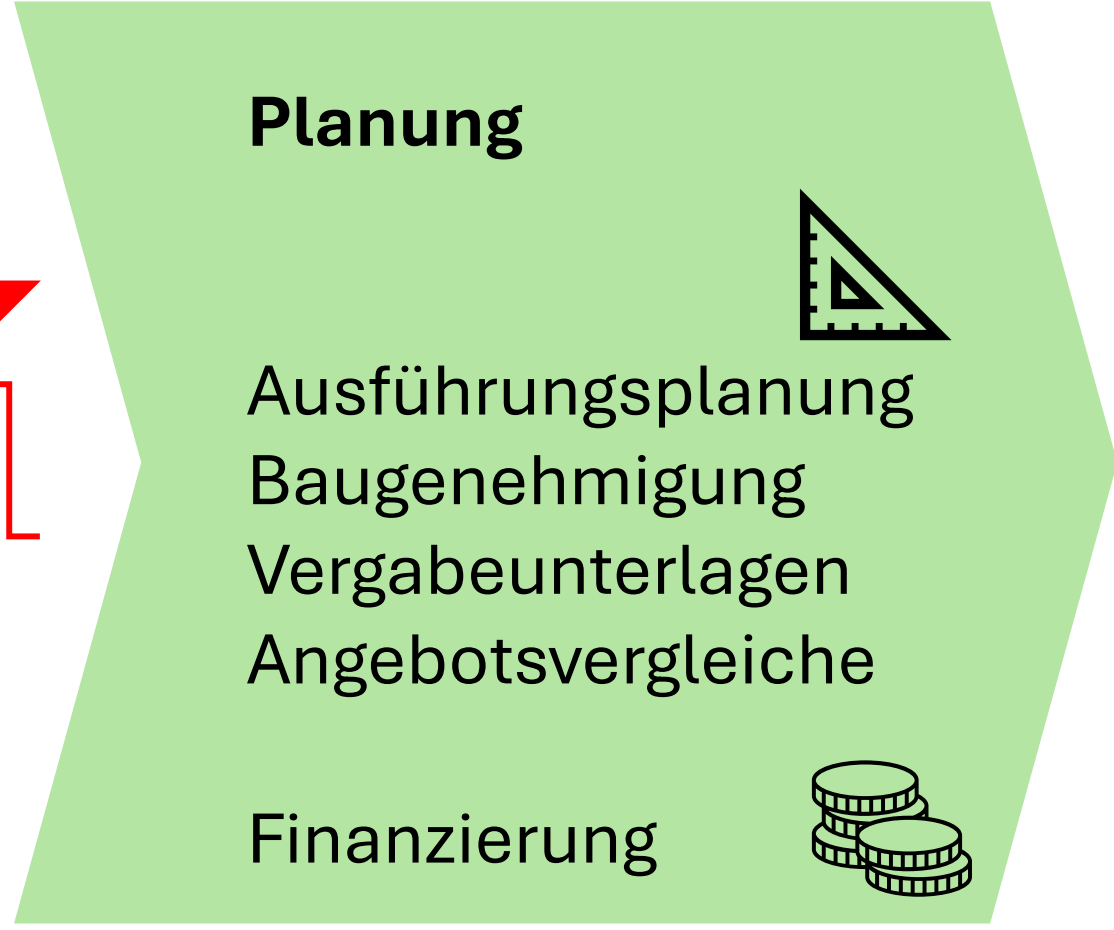 Planung
Ausführungsplanung
Baugenehmigung
Vergabeunterlagen
Angebotsvergleiche
Finanzierung